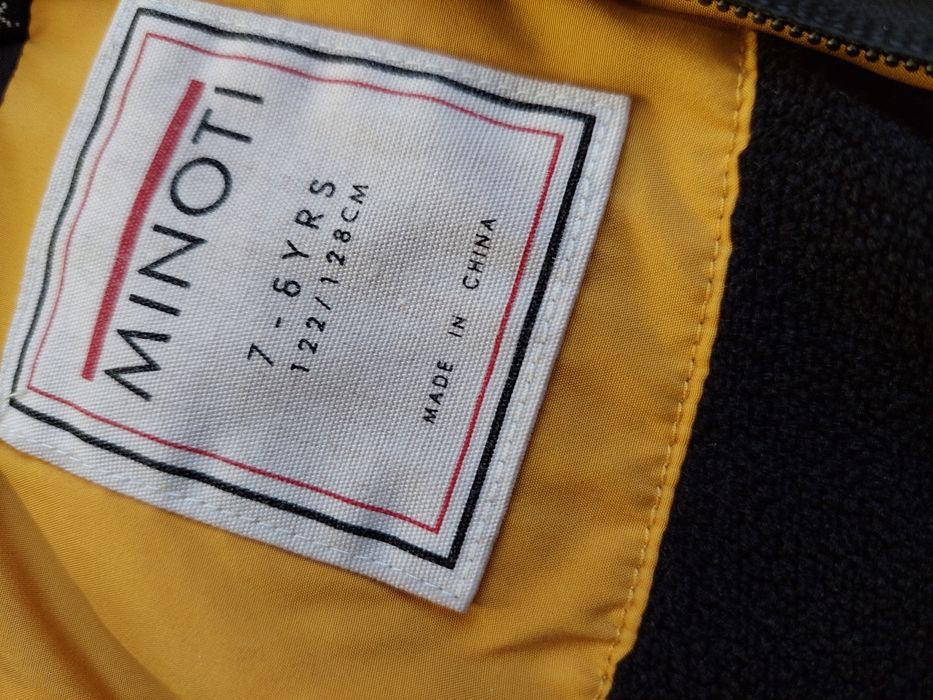 MINOTI
7 - 6YRS
122/128CM
MADE IN CHINA